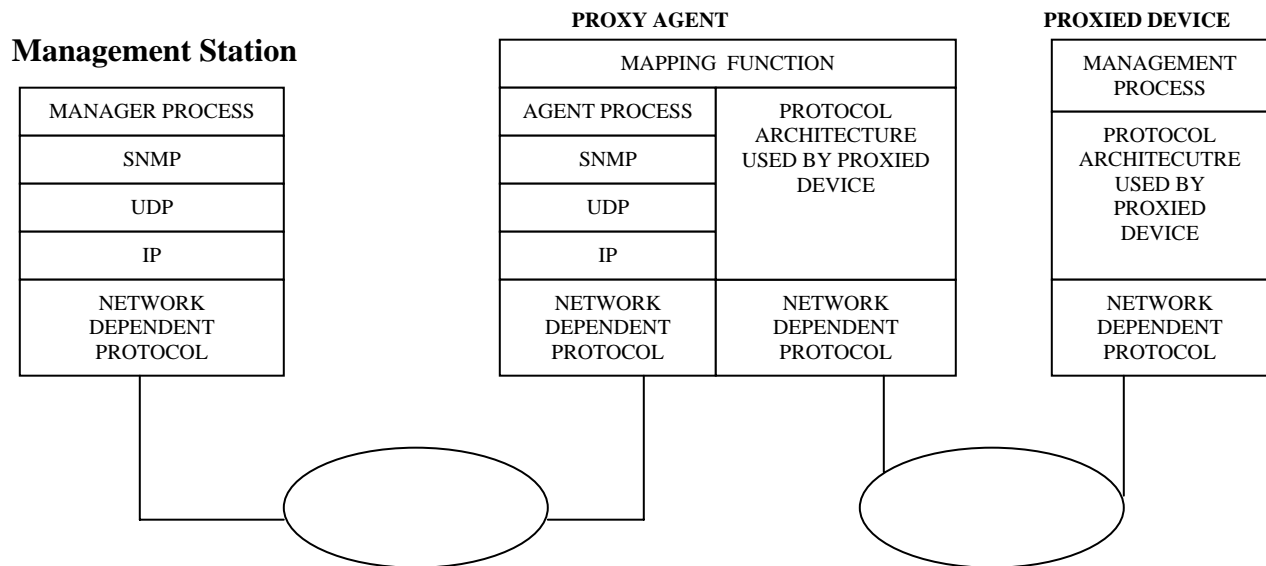 Management Station
MANAGER PROCESS
SNMP
UDP
IP
NETWORK
DEPENDENT
PROTOCOL
PROXY AGENT
MAPPING FUNCTION
AGENT PROCESS
SNMP
UDP
IP
NETWORK
DEPENDENT
PROTOCOL
PROTOCOL
ARCHITECTURE
USED BY PROXIED
DEVICE
NETWORK
DEPENDENT
PROTOCOL
PROXIED DEVICE
MANAGEMENT
PROCESS
PROTOCOL
ARCHITECUTRE
USED BY
PROXIED
DEVICE
NETWORK
DEPENDENT
PROTOCOL